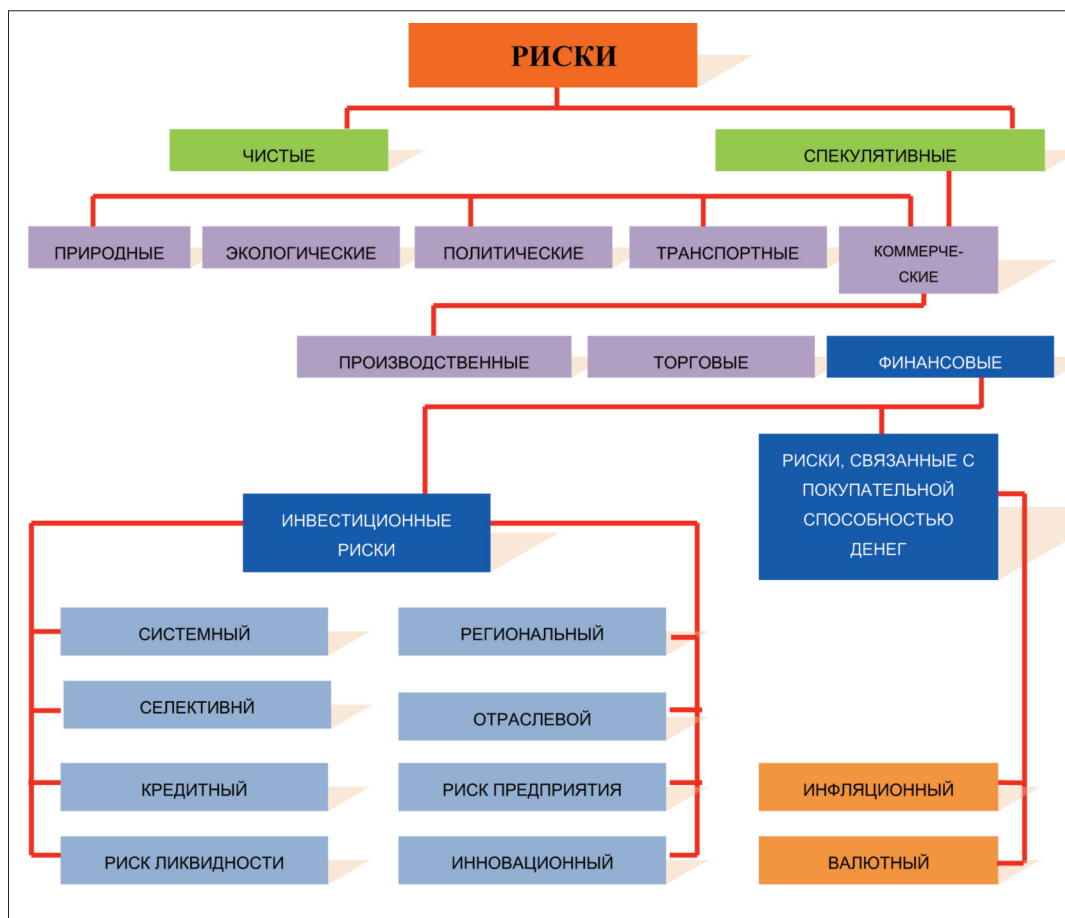 РИСКИ
ЧИСТЫЕ
СПЕКУЛЯТИВНЫЕ
ПРИРОДНЫЕ
ЭКОЛОГИЧЕСКИЕ
ПОЛИТИЧЕСКИЕ
ТРАНСПОРТНЫЕ
КОММЕРЧЕ-
СКИЕ
ПРОИЗВОДСТВЕННЫЕ
ТОРГОВЫЕ
ФИНАНСОВЫЕ
РИСКИ, СВЯЗАННЫЕ С
ПОКУПАТЕЛЬНОЙ
СПОСОБНОСТЬЮ
ДЕНЕГ
ИНВЕСТИЦИОННЫЕ
РИСКИ
СИСТЕМНЫЙ
РЕГИОНАЛЬНЫЙ
СЕЛЕКТИВНЙ
ОТРАСЛЕВОЙ
КРЕДИТНЫЙ
РИСК ПРЕДПРИЯТИЯ
ИНФЛЯЦИОННЫЙ
РИСК ЛИКВИДНОСТИ
ИННОВАЦИОННЫЙ
ВАЛЮТНЫЙ